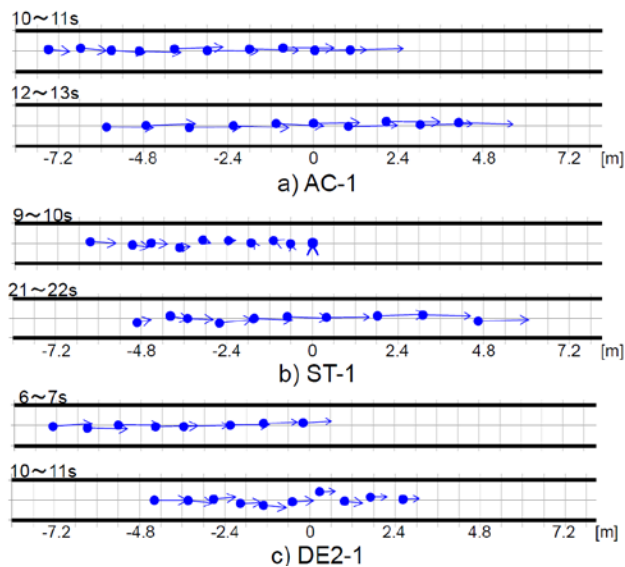 10~11s
12~13s
-7.2 -4.8 -2.4 0 2.4 4.8 7.2 [m]
a) AC-1
9~10s
21~22s
-7.2 -4.8 -2.4 0 2.4 4.8 7.2 [m]
b) ST-1
6~7s
10~11s
-7.2 -4.8 -2.4 0 2.4 4.8 7.2 [m]
c) DE2-1